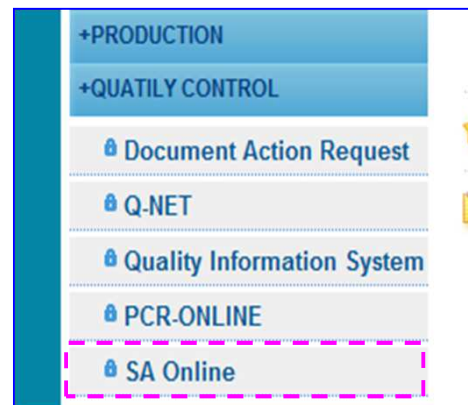 +PRODUCTION
+QUATILY CONTROL
Document Action Request
Q-NET
Quality Information System
PCR-ONLINE
SA Online